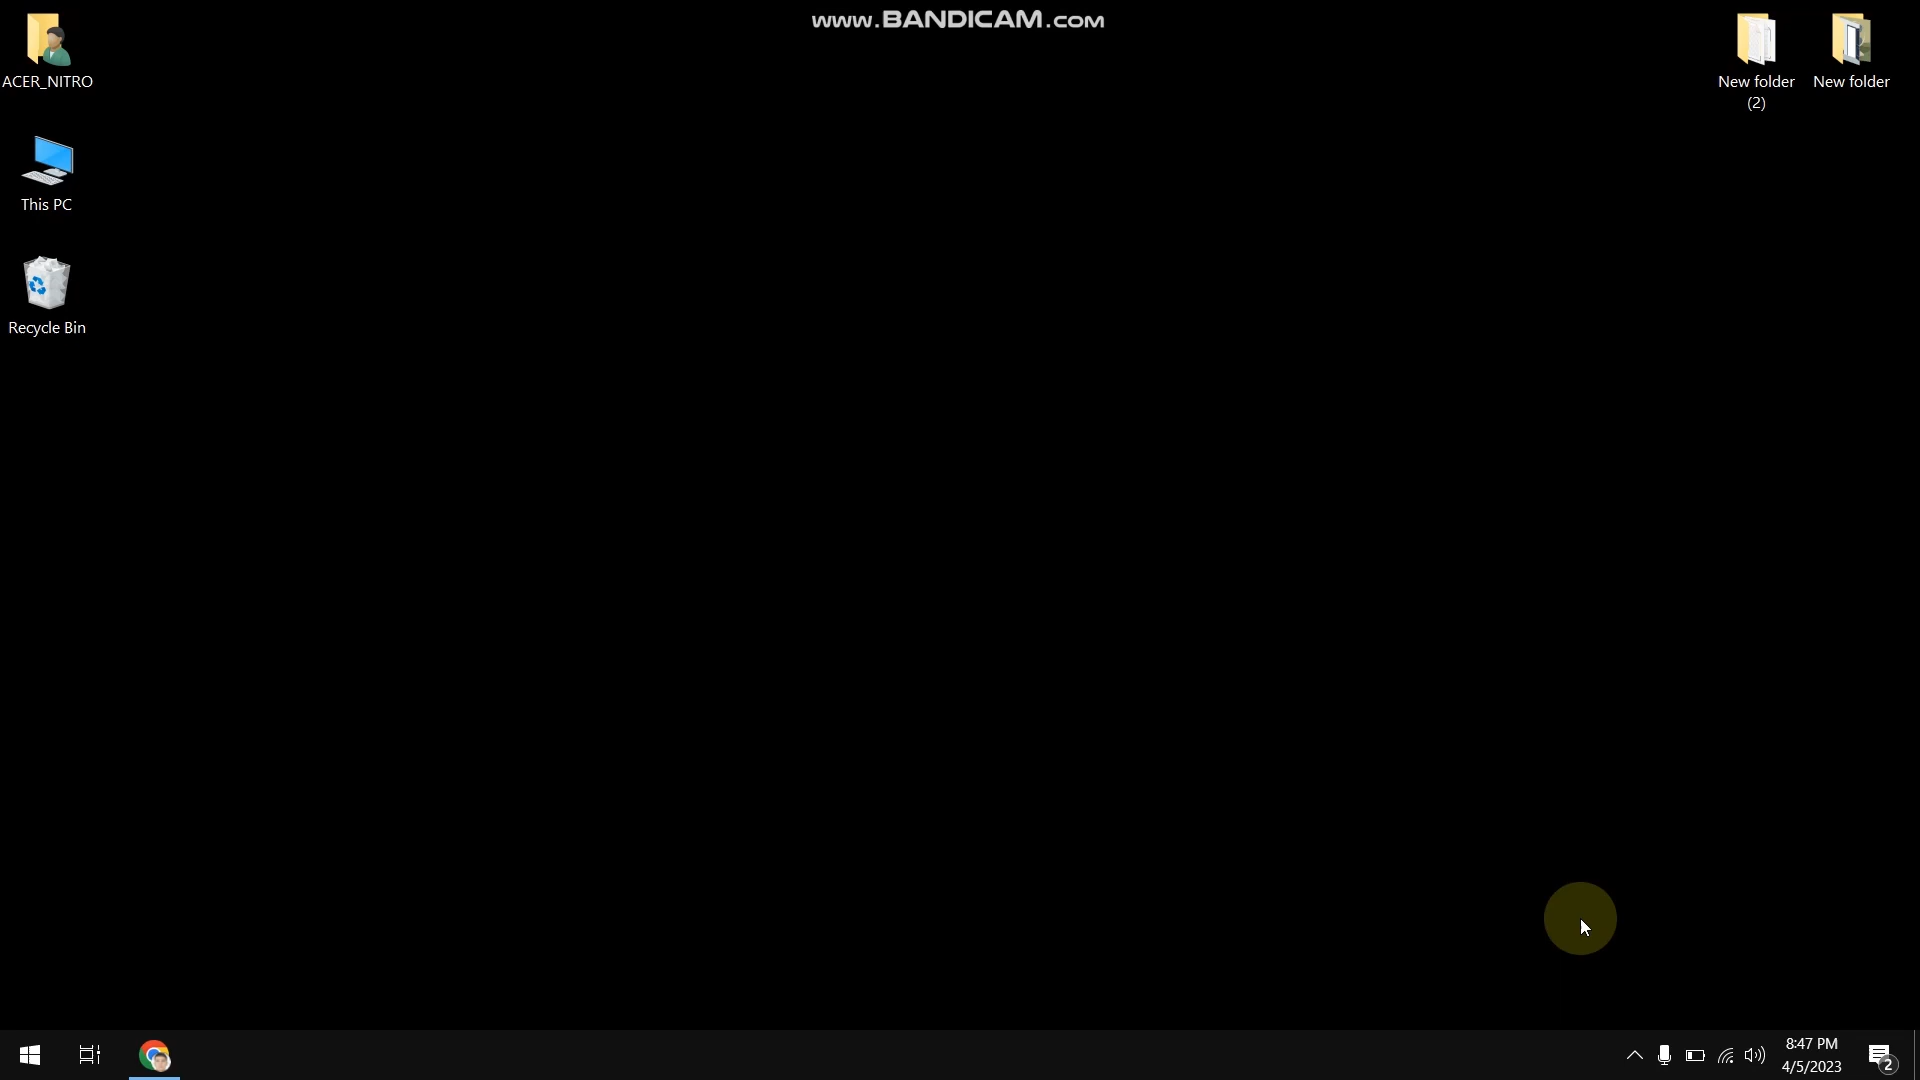 www.BANDICAM.com
ACER_NITRO
This PC
Recycle Bin
New folder
(2)
New folder
8:47 PM
4/5/2023
2